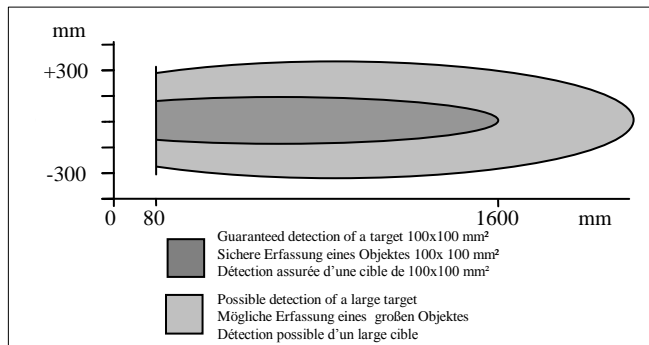 mm
+300
-300
0 80 1600 mm
Guaranteed detection of a target 100x100 mm²
Sichere Erfassung eines Objektes 100x 100 mm²
Détection assurée d'une cible de 100x100 mm²
Possible detection of a large target
Mögliche Erfassung eines großen Objektes
Détection possible d'un large cible